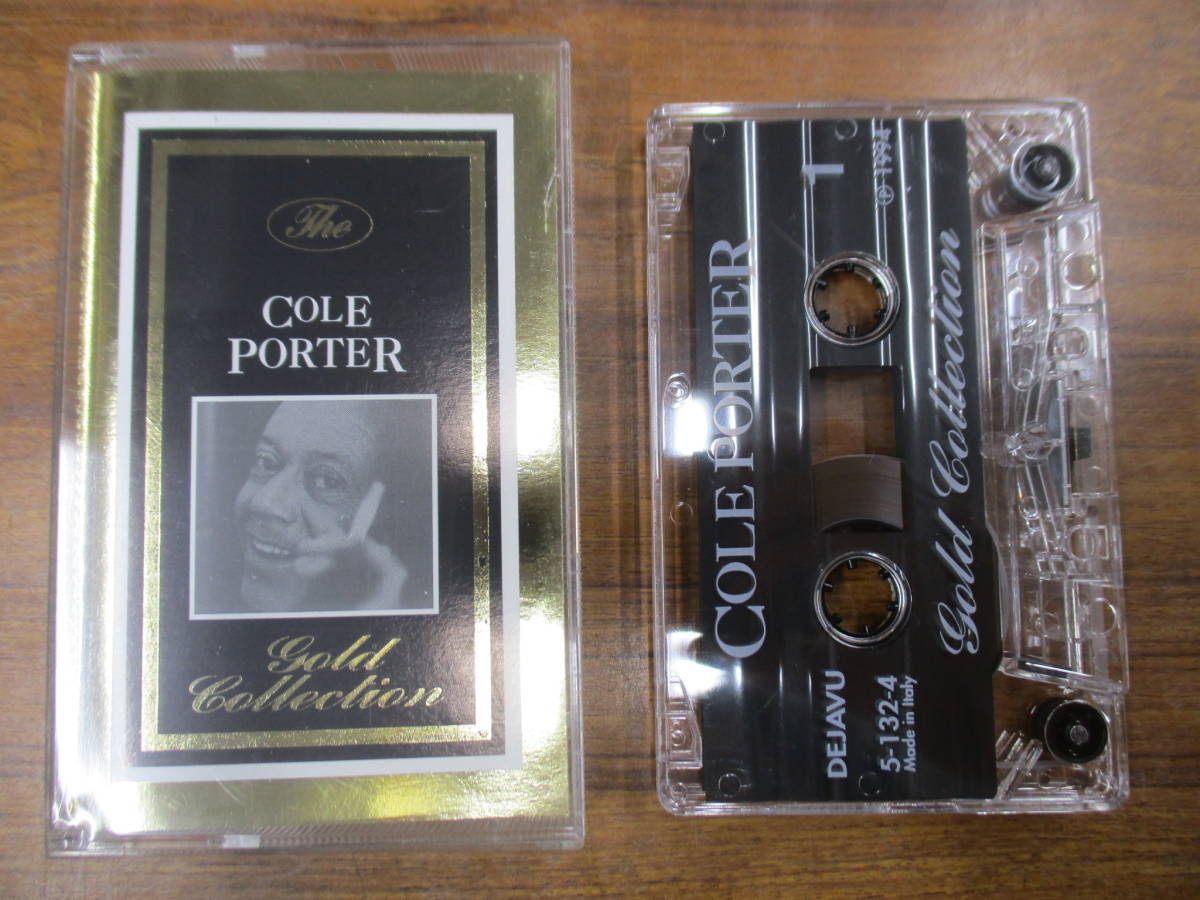 The
COLE
PORTER
Gold
Collection
1
℗ 1994
COLE PORTER
Gold Collection
DEJAVU
5-132-4
Made in Italy